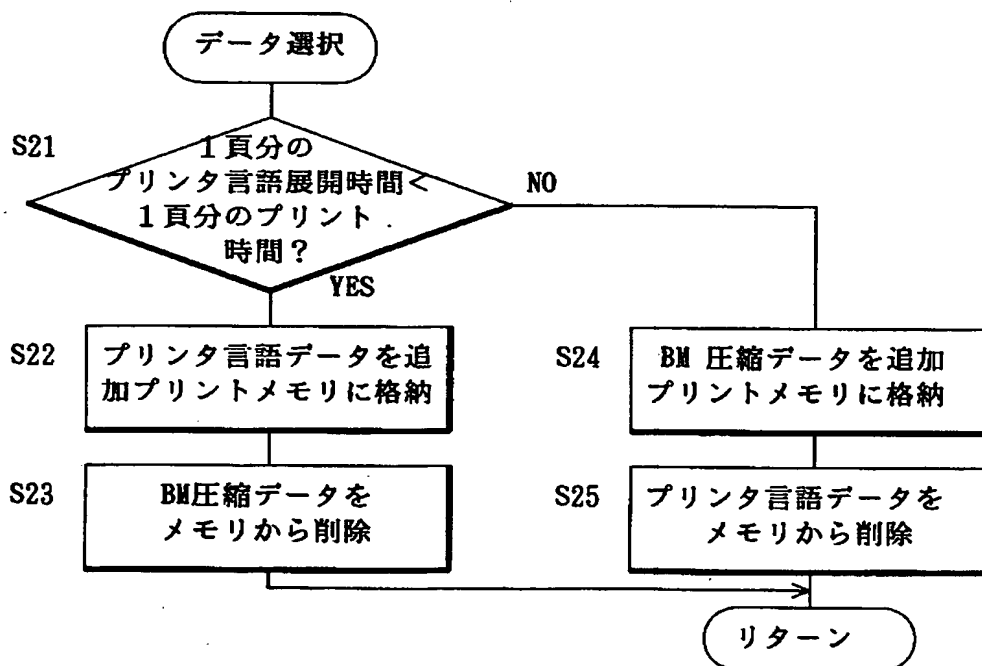 データ選択
S21
1頁分の
プリンタ言語展開時間<
1頁分のプリント
時間？
NO
YES
S22
プリンタ言語データを追
加プリントメモリに格納
S24
BM 圧縮データを追加
プリントメモリに格納
S23
BM圧縮データを
メモリから削除
S25
プリンタ言語データを
メモリから削除
リターン